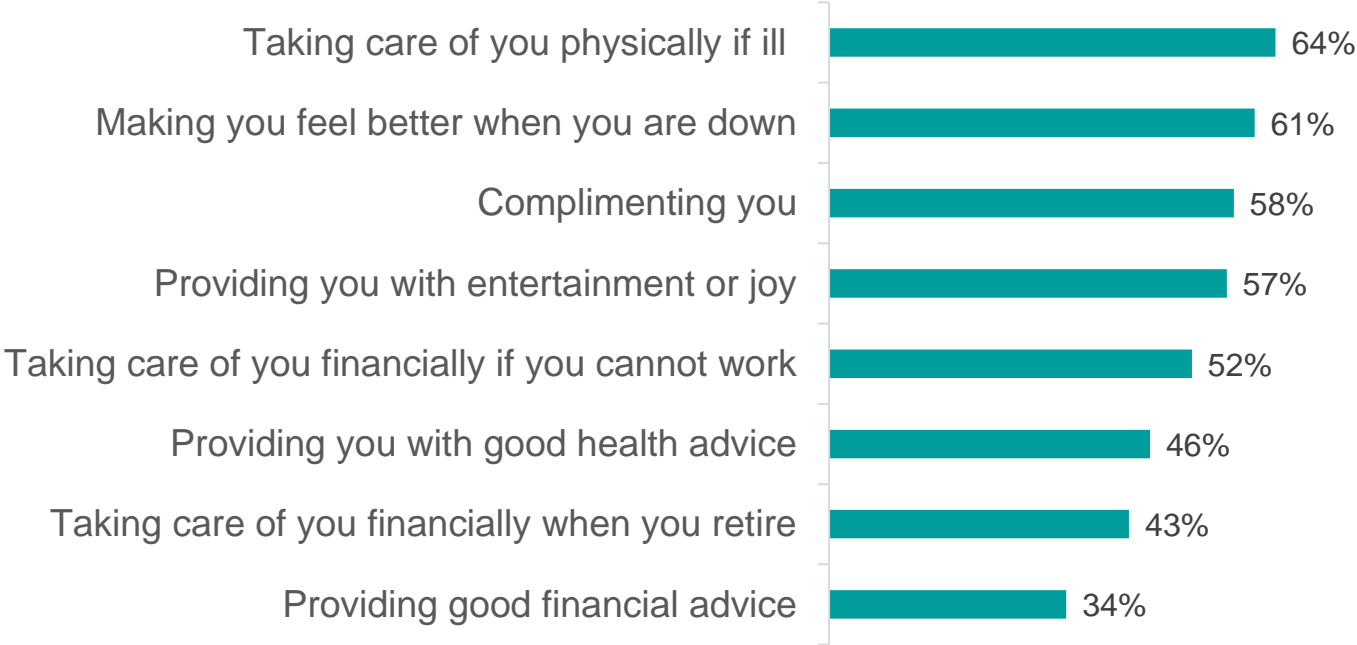 Taking care of you physically if ill 64%
Making you feel better when you are down 61%
Complimenting you 58%
Providing you with entertainment or joy 57%
Taking care of you financially if you cannot work 52%
Providing you with good health advice 46%
Taking care of you financially when you retire 43%
Providing good financial advice 34%